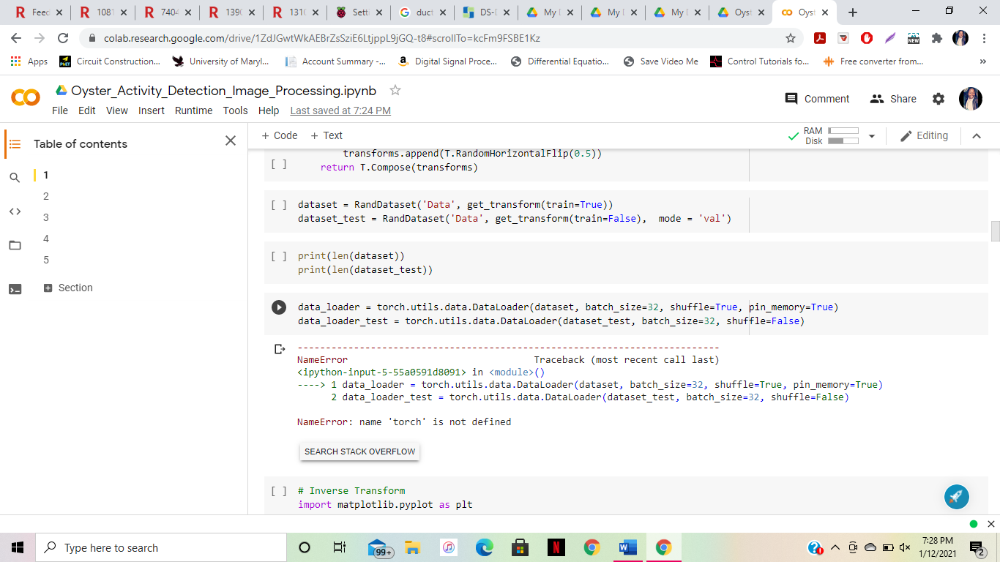 Feec
1081
7404
1390
1310
Setti
duct
DS-D
My D
My D
My D
Oyst
Oyst
colab.research.google.com/drive/1ZdJGwtWkAEBrZsSziE6LtjppL9jGQ-t8#scrollTo=kcFm9FSBE1Kz
Apps
Circuit Construction...
University of Maryl...
Account Summary -...
Digital Signal Proce...
Differential Equatio...
Save Video Me
Control Tutorials fo...
Free converter from...
»
Oyster_Activity_Detection_Image_Processing.ipynb
Comment
Share
File Edit View Insert Runtime Tools Help Last saved at 7:24 PM
Table of contents
+ Code + Text
RAM
Disk
Editing
1
2
3
4
5
Section
transforms.append(T.RandomHorizontalFlip(0.5))
[ ] return T.Compose(transforms)
[ ] dataset = RandDataset('Data', get_transform(train=True))
dataset_test = RandDataset('Data', get_transform(train=False), mode = 'val')
[ ] print(len(dataset))
print(len(dataset_test))
data_loader = torch.utils.data.DataLoader(dataset, batch_size=32, shuffle=True, pin_memory=True)
data_loader_test = torch.utils.data.DataLoader(dataset_test, batch_size=32, shuffle=False)
---------------------------------------------------------------------------
NameError Traceback (most recent call last)
<ipython-input-5-55a0591d8091> in <module>()
----> 1 data_loader = torch.utils.data.DataLoader(dataset, batch_size=32, shuffle=True, pin_memory=True)
2 data_loader_test = torch.utils.data.DataLoader(dataset_test, batch_size=32, shuffle=False)
NameError: name 'torch' is not defined
SEARCH STACK OVERFLOW
[ ] # Inverse Transform
import matplotlib.pyplot as plt
Type here to search
99+
7:28 PM
1/12/2021
2